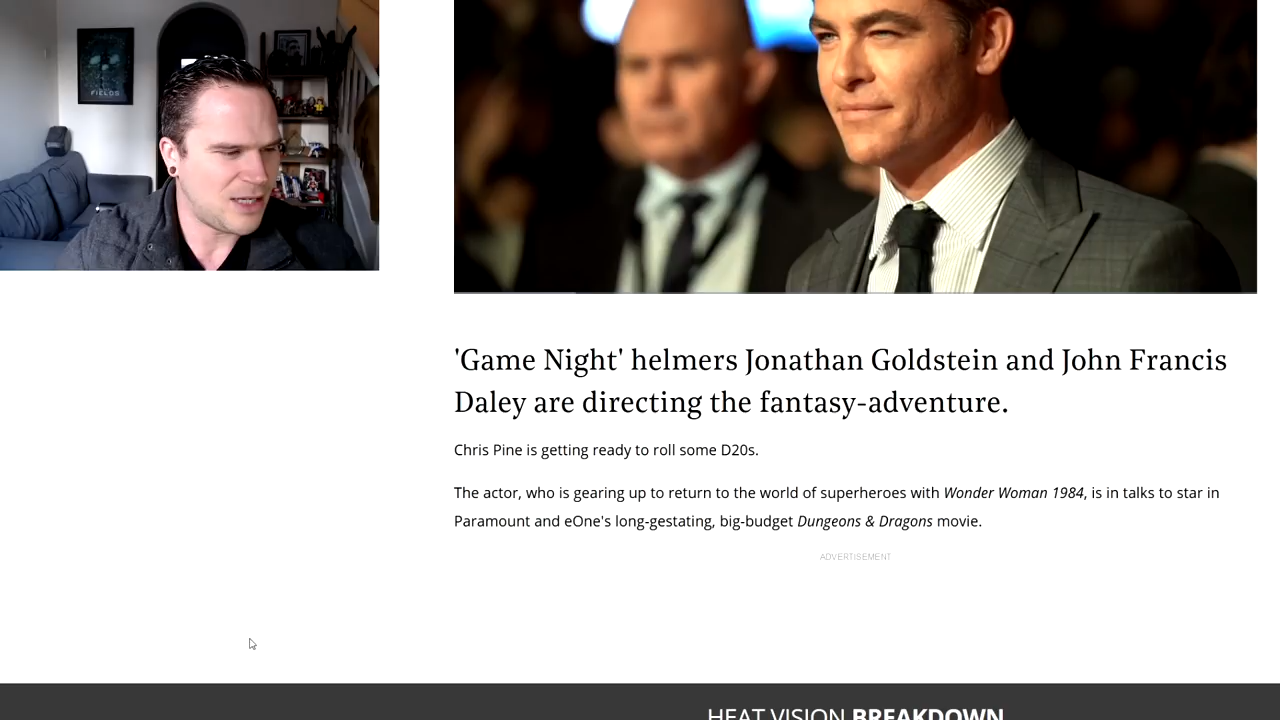 FIELDS
'Game Night' helmers Jonathan Goldstein and John Francis
Daley are directing the fantasy-adventure.
Chris Pine is getting ready to roll some D20s.
The actor, who is gearing up to return to the world of superheroes with Wonder Woman 1984, is in talks to star in
Paramount and eOne's long-gestating, big-budget Dungeons & Dragons movie.
ADVERTISEMENT
HEAT VISION BREAKDOWN